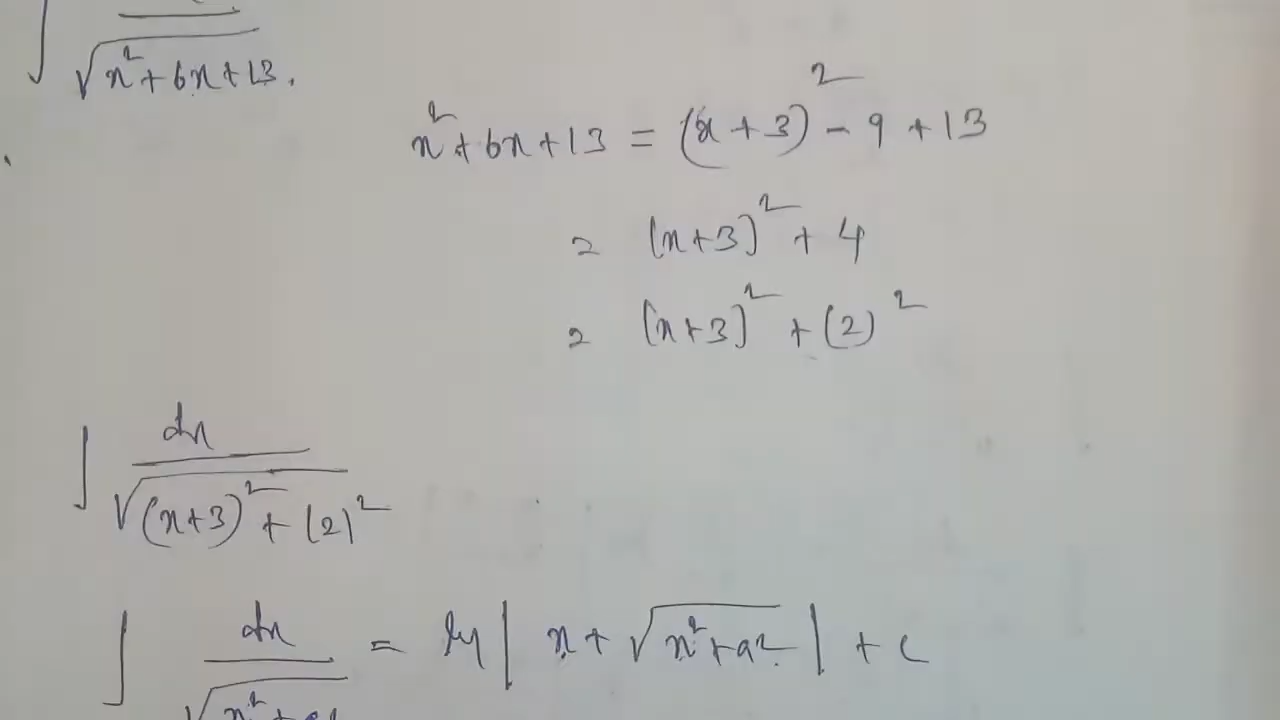 ∫ ―/√(x² + 6x + 13) .
x² + 6x + 13 = (x + 3)² - 9 + 13
= (x+3)² + 4
= (x+3)² + (2)²
∫ dx/√((x+3)² + (2)²)
∫ dx/√(x² + a²) = log | x + √(x² + a²) | + c